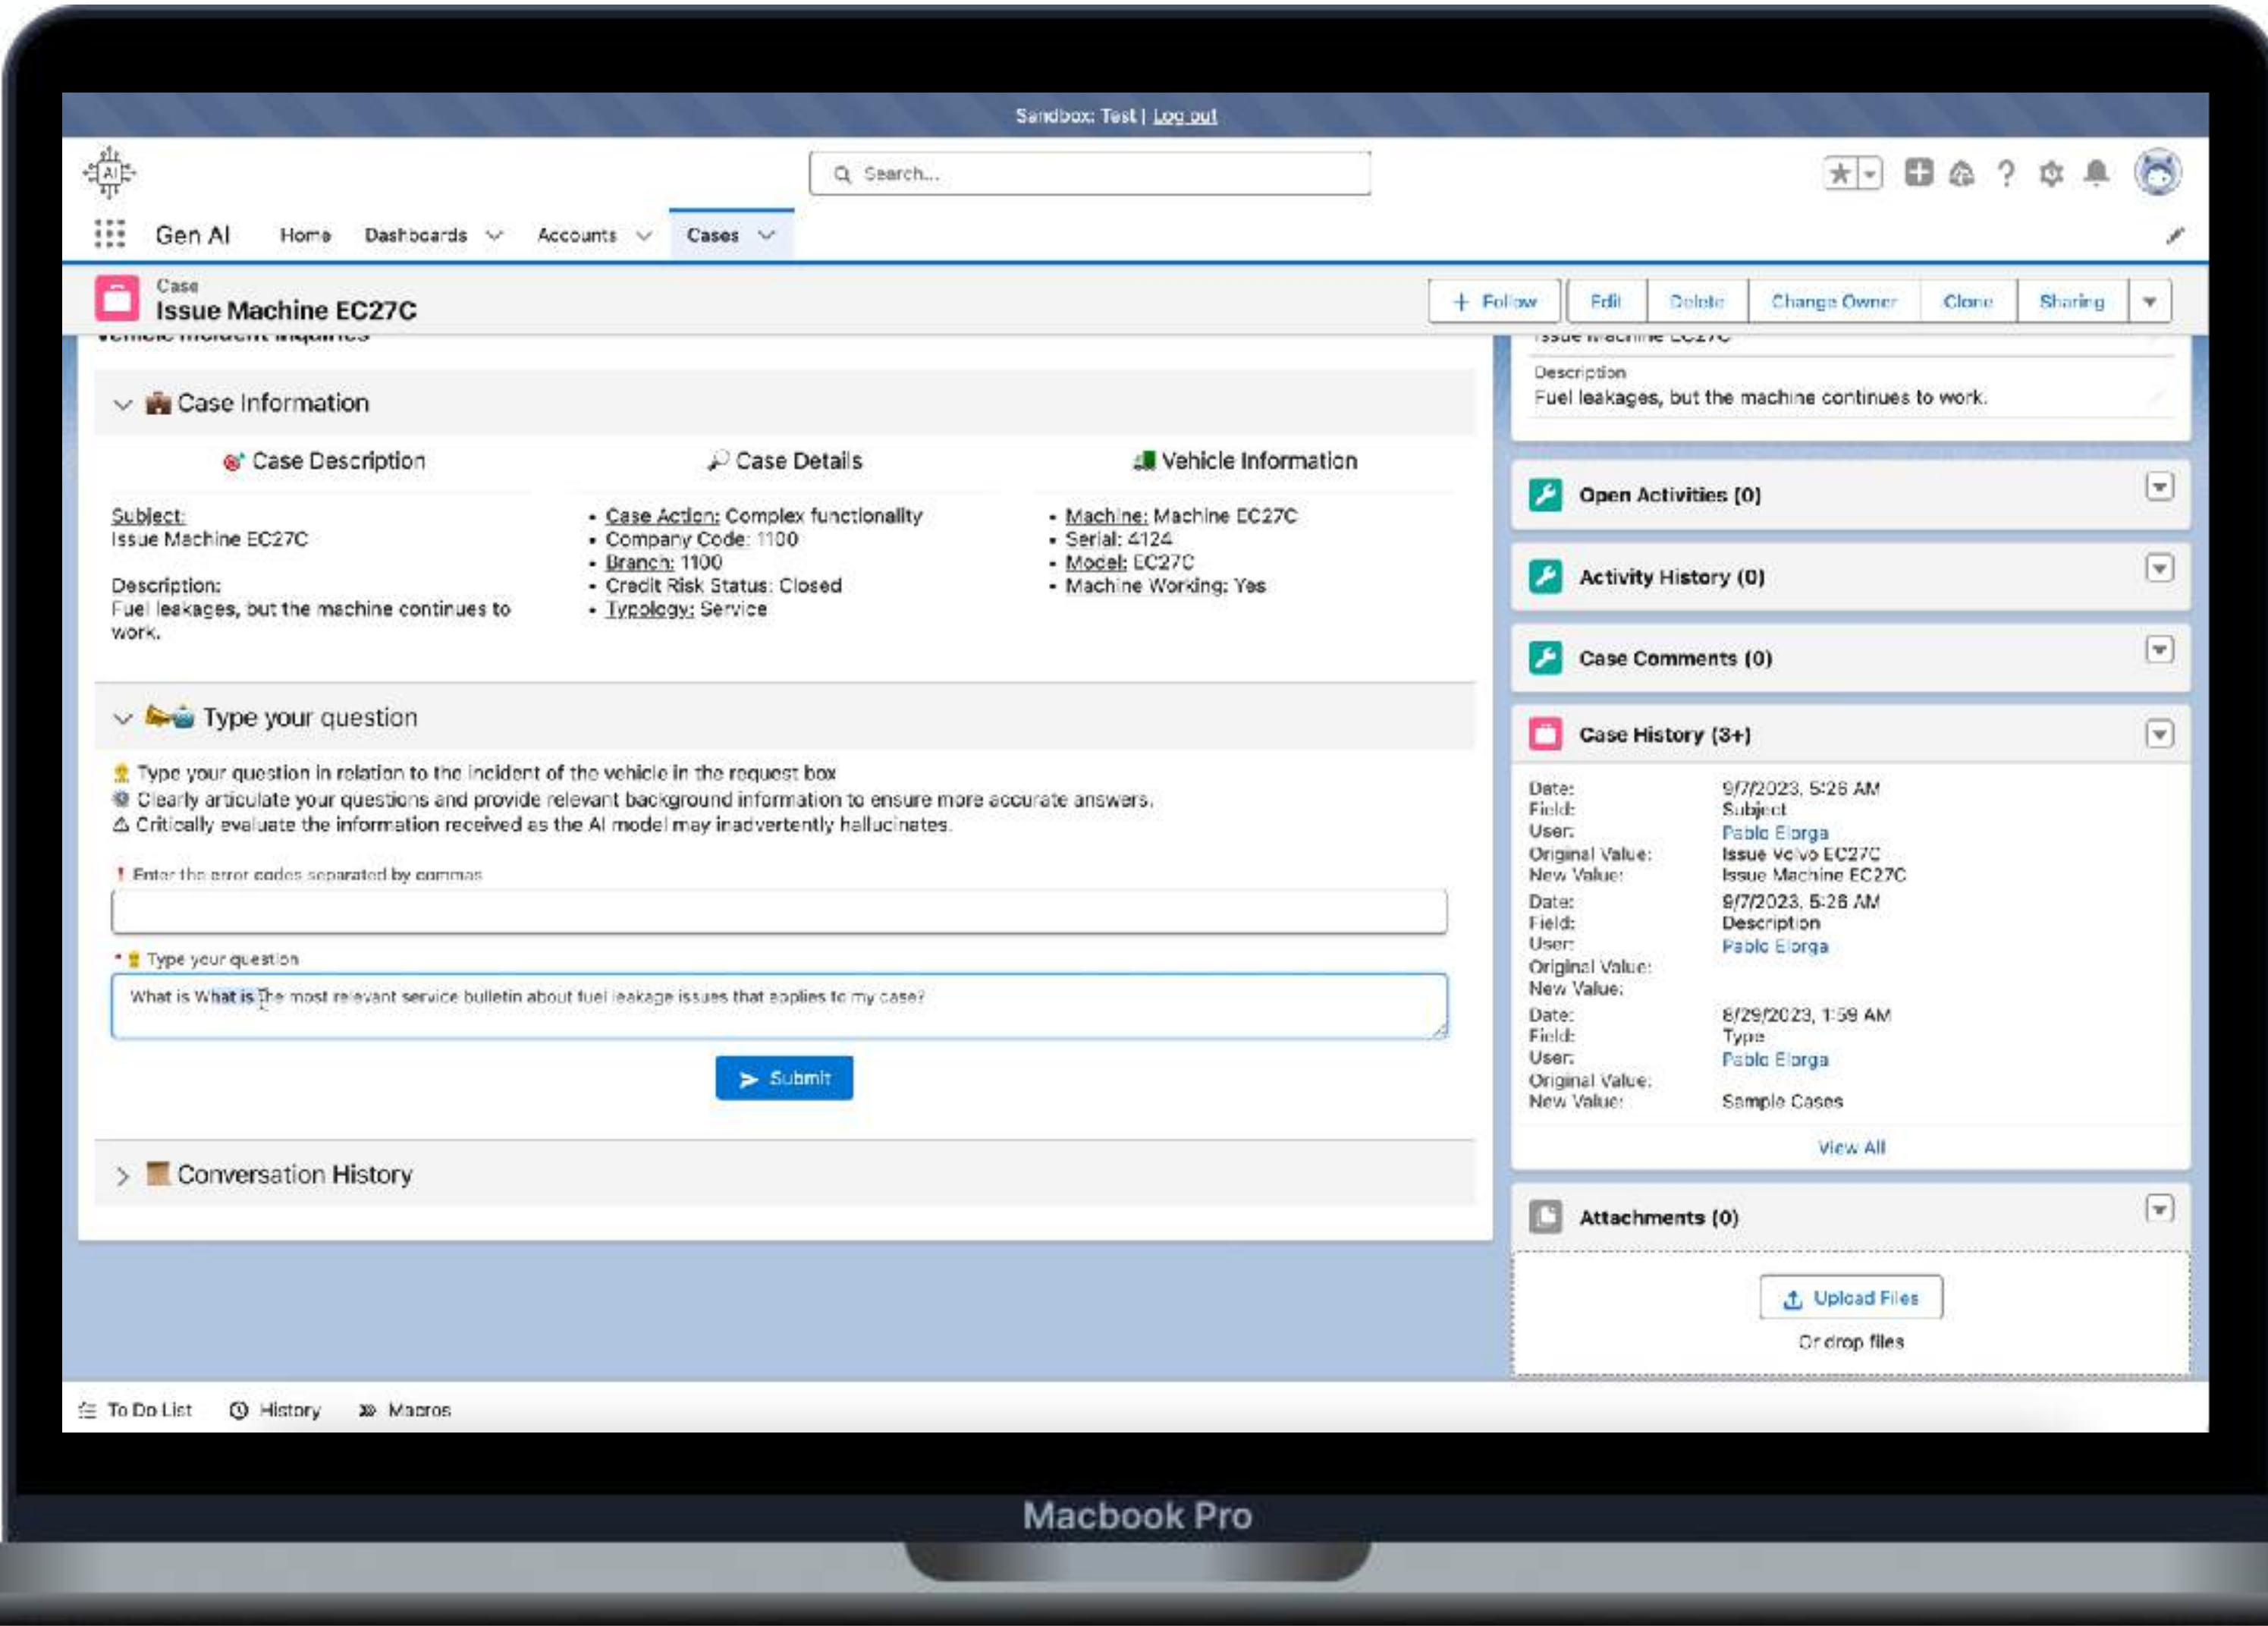 Sandbox: Test | Log out
AI
Search...
Gen AI Home Dashboards Accounts Cases
Case
Issue Machine EC27C
+ Follow Edit Delete Change Owner Clone Sharing
Vehicle Incident Inquiries
Case Information
Case Description
Subject:
Issue Machine EC27C
Description:
Fuel leakages, but the machine continues to
work.
Case Details
• Case Action: Complex functionality
• Company Code: 1100
• Branch: 1100
• Credit Risk Status: Closed
• Typology: Service
Vehicle Information
• Machine: Machine EC27C
• Serial: 4124
• Model: EC27C
• Machine Working: Yes
Type your question
Type your question in relation to the incident of the vehicle in the request box
Clearly articulate your questions and provide relevant background information to ensure more accurate answers.
Critically evaluate the information received as the AI model may inadvertently hallucinates.
! Enter the error codes separated by commas
* Type your question
What is What is the most relevant service bulletin about fuel leakage issues that applies to my case?
Submit
Conversation History
Issue Machine EC27C
Description
Fuel leakages, but the machine continues to work.
Open Activities (0)
Activity History (0)
Case Comments (0)
Case History (3+)
Date: 9/7/2023, 5:26 AM
Field: Subject
User: Pablo Elorga
Original Value: Issue Volvo EC27C
New Value: Issue Machine EC27C
Date: 9/7/2023, 5:26 AM
Field: Description
User: Pablo Elorga
Original Value:
New Value:
Date: 8/29/2023, 1:59 AM
Field: Type
User: Pablo Elorga
Original Value:
New Value: Sample Cases
View All
Attachments (0)
Upload Files
Or drop files
To Do List History Macros
Macbook Pro